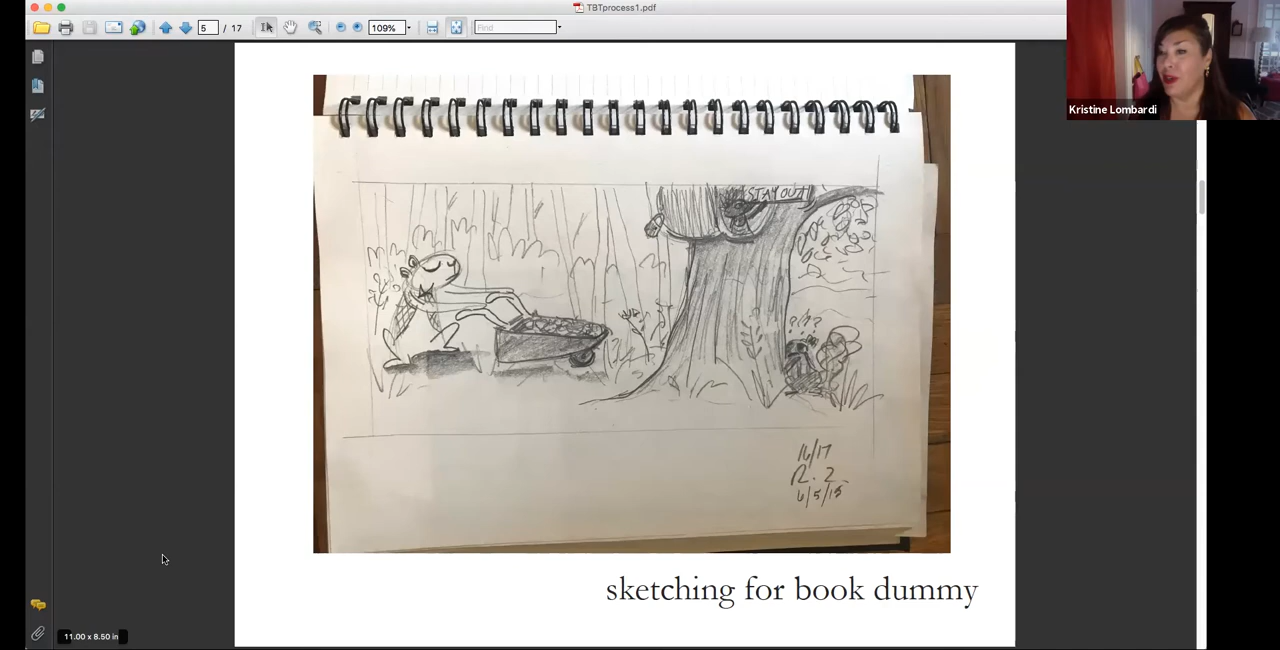 TBTprocess1.pdf
5 / 17
109%
Find
Kristine Lombardi
STAY OUT!
?!?
16/17
R. 2
6/5/15
sketching for book dummy
11.00 x 8.50 in